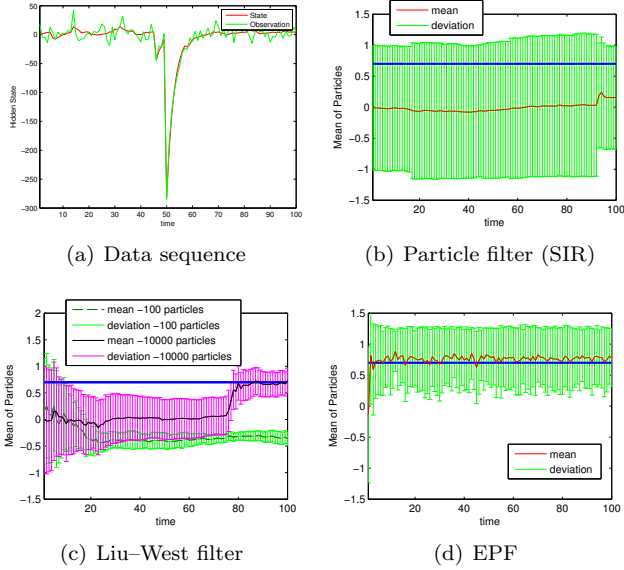 State
Observation
Hidden State
50
0
−50
−100
−150
−200
−250
−300
10 20 30 40 50 60 70 80 90 100
time
(a) Data sequence
mean
deviation
Mean of Particles
1.5
1
0.5
0
−0.5
−1
−1.5
20 40 60 80 100
time
(b) Particle filter (SIR)
mean −100 particles
deviation −100 particles
mean −10000 particles
deviation −10000 particles
Mean of Particles
2
1.5
1
0.5
0
−0.5
−1
−1.5
20 40 60 80 100
time
(c) Liu–West filter
Mean of Particles
1.5
1
0.5
0
−0.5
−1
−1.5
mean
deviation
20 40 60 80 100
time
(d) EPF